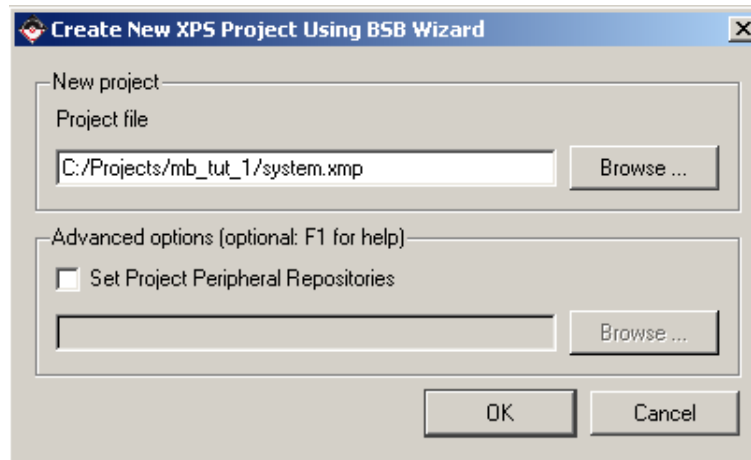 Create New XPS Project Using BSB Wizard
New project
Project file
C:/Projects/mb_tut_1/system.xmp
Browse ...
Advanced options (optional: F1 for help)
Set Project Peripheral Repositories
Browse ...
OK
Cancel